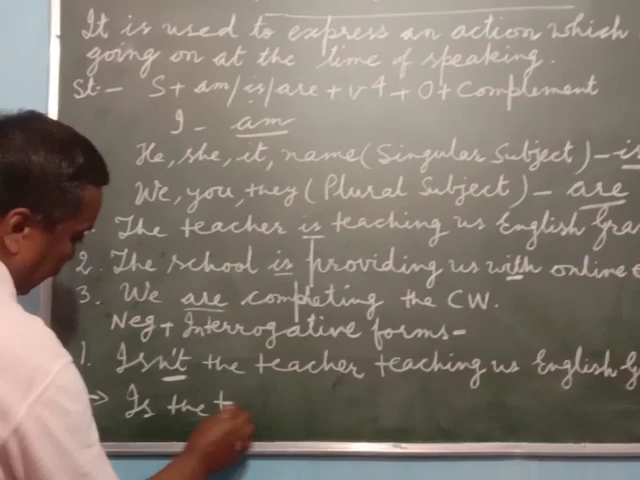 It is used to express an action which
going on at the time of speaking.
St:- S+ am/is/are + v4 + O + Complement
I - am
He, she, it, name (Singular Subject) - is
We, you, they (Plural Subject) - are
The teacher is teaching us English Gra
2. The school is providing us with online
3. We are completing the CW.
Neg + Interrogative forms-
1. Isn't the teacher teaching us English G
→ Is the t